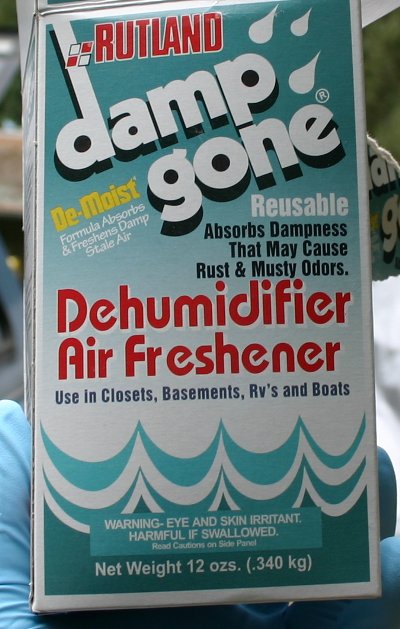 RUTLAND
damp
gone®
De-Moist
Formula Absorbs
& Freshens Damp
Stale Air
Reusable
Absorbs Dampness
That May Cause
Rust & Musty Odors.
Dehumidifier
Air Freshener
Use in Closets, Basements, Rv's and Boats
WARNING- EYE AND SKIN IRRITANT.
HARMFUL IF SWALLOWED.
Read Cautions on Side Panel
Net Weight 12 ozs. (.340 kg)